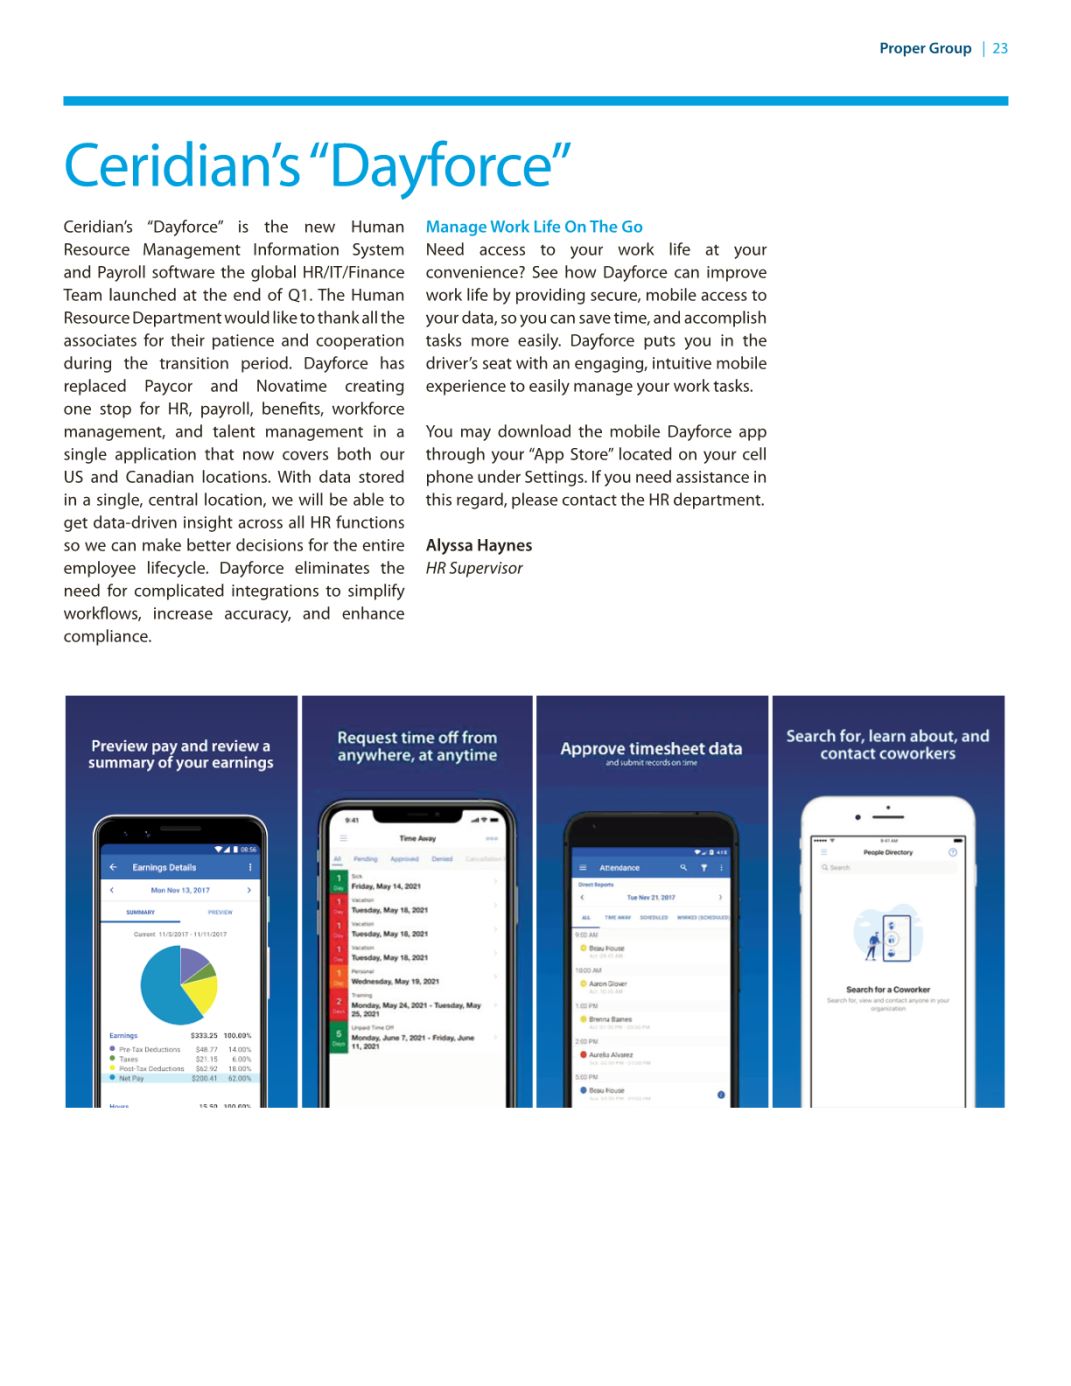 Proper Group | 23
Ceridian's “Dayforce”
Ceridian's “Dayforce” is the new Human
Resource Management Information System
and Payroll software the global HR/IT/Finance
Team launched at the end of Q1. The Human
Resource Department would like to thank all the
associates for their patience and cooperation
during the transition period. Dayforce has
replaced Paycor and Novatime creating
one stop for HR, payroll, benefits, workforce
management, and talent management in a
single application that now covers both our
US and Canadian locations. With data stored
in a single, central location, we will be able to
get data-driven insight across all HR functions
so we can make better decisions for the entire
employee lifecycle. Dayforce eliminates the
need for complicated integrations to simplify
workflows, increase accuracy, and enhance
compliance.
Manage Work Life On The Go
Need access to your work life at your
convenience? See how Dayforce can improve
work life by providing secure, mobile access to
your data, so you can save time, and accomplish
tasks more easily. Dayforce puts you in the
driver's seat with an engaging, intuitive mobile
experience to easily manage your work tasks.
You may download the mobile Dayforce app
through your “App Store” located on your cell
phone under Settings. If you need assistance in
this regard, please contact the HR department.
Alyssa Haynes
HR Supervisor
Preview pay and review a
summary of your earnings
08:56
Earnings Details
Mon Nov 13, 2017
SUMMARY PREVIEW
Current 11/5/2017 - 11/11/2017
Earnings $333.25 100.00%
Pre-Tax Deductions $48.77 14.00%
Taxes $21.15 6.00%
Post-Tax Deductions $62.92 18.00%
Net Pay $200.41 62.00%
Hours 15.50 100.00%
Request time off from
anywhere, at anytime
9:41
Time Away
All Pending Approved Denied Cancellation
1 Day Sick
Friday, May 14, 2021
1 Day Vacation
Tuesday, May 18, 2021
1 Day Vacation
Tuesday, May 18, 2021
1 Day Vacation
Tuesday, May 18, 2021
1 Day Personal
Wednesday, May 19, 2021
2 Days Training
Monday, May 24, 2021 - Tuesday, May
25, 2021
5 Days Unpaid Time Off
Monday, June 7, 2021 - Friday, June
11, 2021
Approve timesheet data
and submit records on time
4:18
Attendance
Direct Reports
Tue Nov 21, 2017
ALL TIME AWAY SCHEDULED WORKED (SCHEDULED)
9:00 AM
Beau House
10:00 AM
Aaron Glover
1:00 PM
Brenna Barnes
2:00 PM
Aurelia Alvarez
5:00 PM
Beau House
Search for, learn about, and
contact coworkers
9:41 AM
People Directory
Search
Search for a Coworker
Search for, view and contact anyone in your
organization